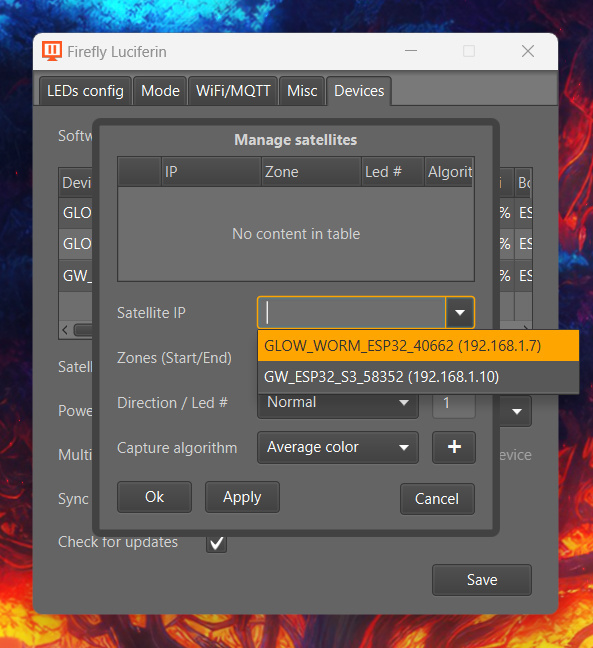 Firefly Luciferin
LEDs config Mode WiFi/MQTT Misc Devices
Manage satellites
IP Zone Led # Algorit
No content in table
GLO
GLO
GW_
% ES
% ES
% ES
Satellite IP
GLOW_WORM_ESP32_40662 (192.168.1.7)
GW_ESP32_S3_58352 (192.168.1.10)
Zones (Start/End)
Direction / Led # Normal 1
Capture algorithm Average color +
Ok Apply Cancel
Softw
Devi
Satell
Powe
Multi
evice
Sync
Check for updates
Save